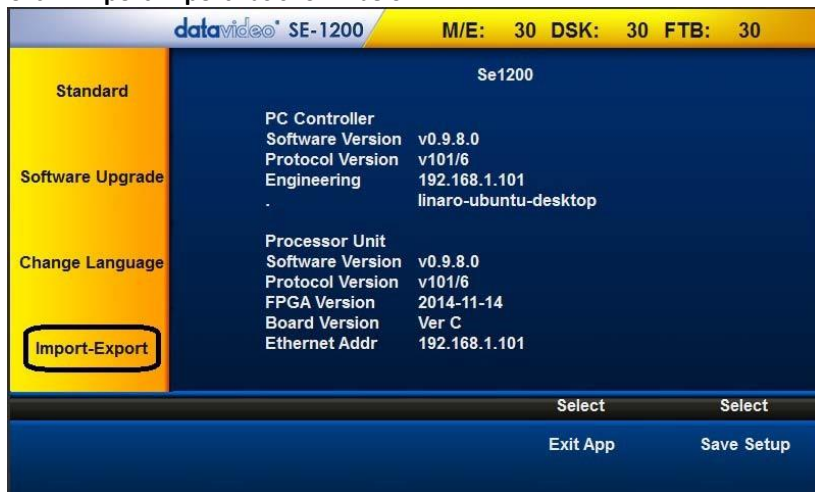 datavideo SE-1200 M/E: 30 DSK: 30 FTB: 30
Standard
Software Upgrade
Change Language
Import-Export
Se1200
PC Controller
Software Version v0.9.8.0
Protocol Version v101/6
Engineering 192.168.1.101
. linaro-ubuntu-desktop
Processor Unit
Software Version v0.9.8.0
Protocol Version v101/6
FPGA Version 2014-11-14
Board Version Ver C
Ethernet Addr 192.168.1.101
Select Select
Exit App Save Setup